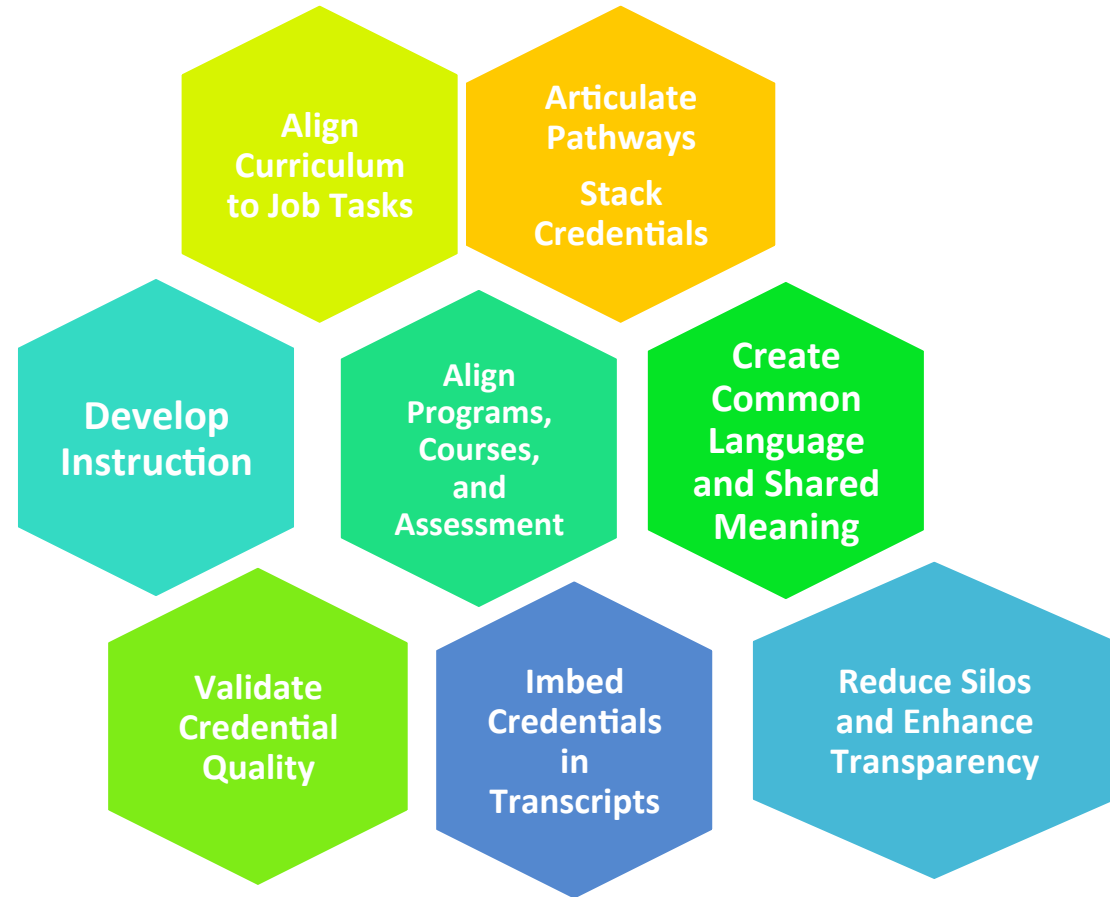 Align
Curriculum
to Job Tasks
Articulate
Pathways
Stack
Credentials
Develop
Instruction
Align
Programs,
Courses,
and
Assessment
Create
Common
Language
and Shared
Meaning
Validate
Credential
Quality
Imbed
Credentials
in
Transcripts
Reduce Silos
and Enhance
Transparency